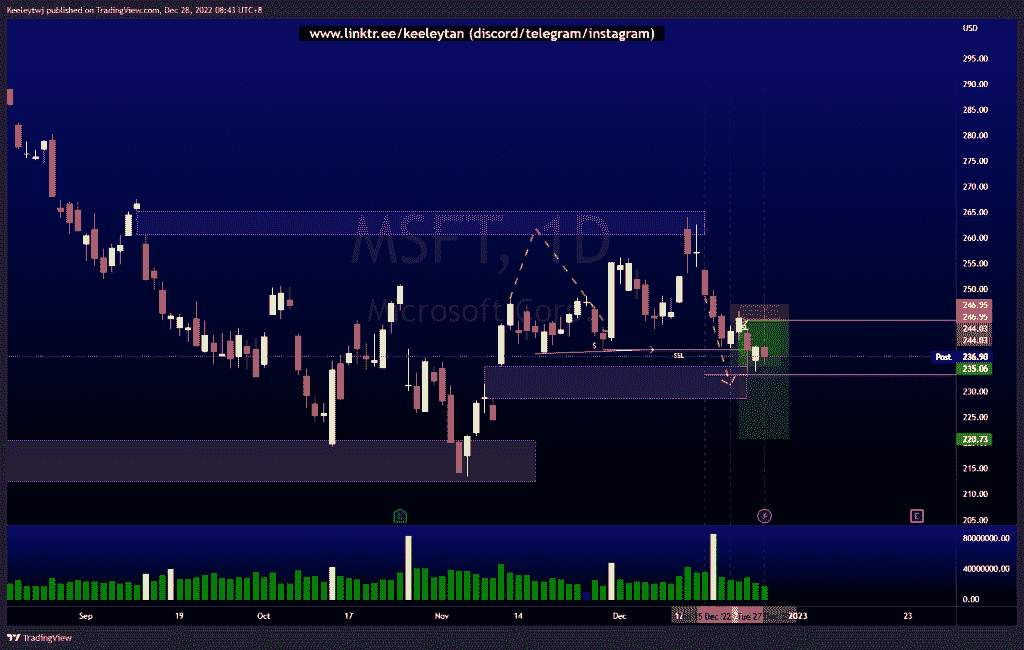 Keeleytwj published on TradingView.com, Dec 28, 2022 08:43 UTC+8
www.linktr.ee/keeleytan (discord/telegram/instagram)
USD
295.00
290.00
285.00
280.00
275.00
270.00
265.00
260.00
255.00
250.00
246.95
246.95
244.03
244.03
Post 236.90
235.06
230.00
225.00
220.73
215.00
210.00
205.00
MSFT, 1D
Microsoft Corp
$
SSL
E
E
80000000.00
40000000.00
0.00
Sep 19 Oct 17 Nov 14 Dec 12 Dec 22 Tue 27 2023 23
TradingView